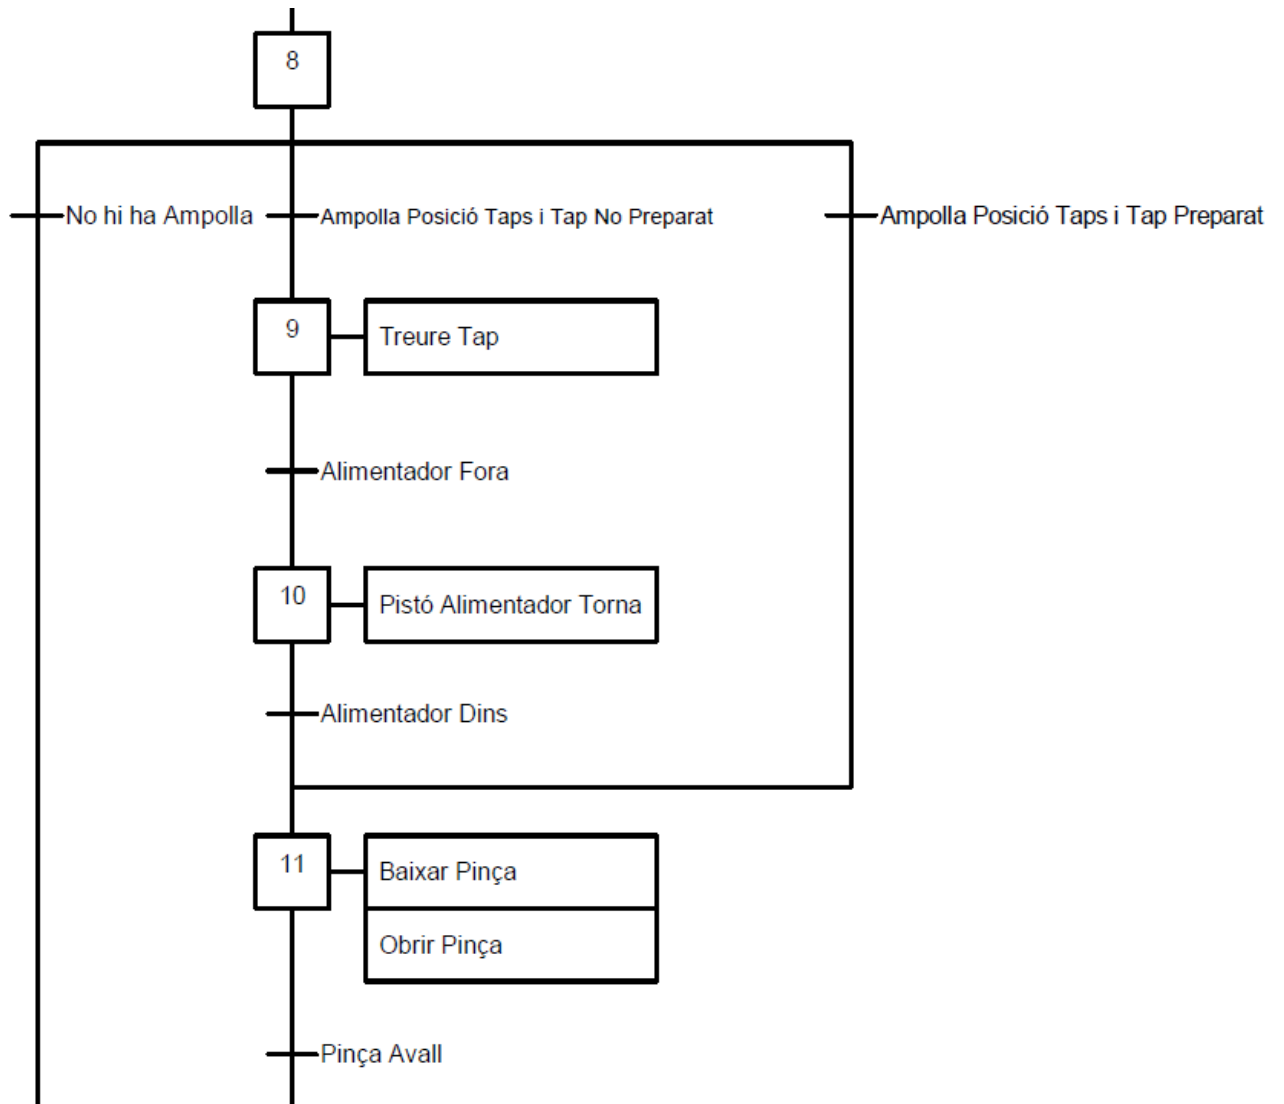 8
No hi ha Ampolla
Ampolla Posició Taps i Tap No Preparat
Ampolla Posició Taps i Tap Preparat
9
Treure Tap
Alimentador Fora
10
Pistó Alimentador Torna
Alimentador Dins
11
Baixar Pinça
Obrir Pinça
Pinça Avall